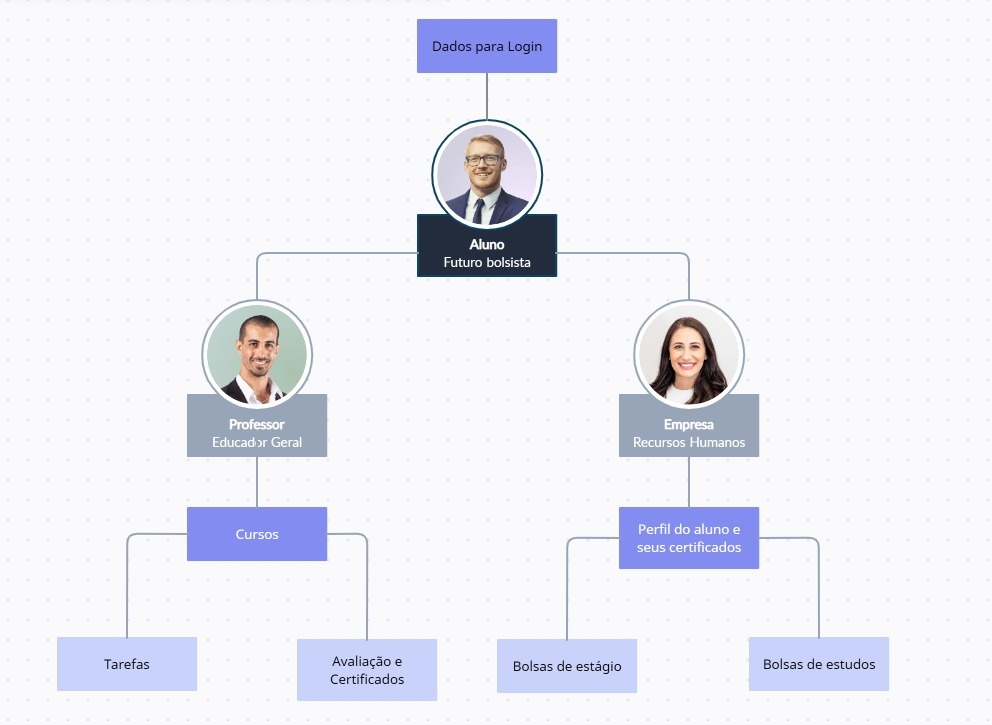 Dados para Login
Aluno
Futuro bolsista
Professor
Educador Geral
Empresa
Recursos Humanos
Cursos
Perfil do aluno e
seus certificados
Tarefas
Avaliação e
Certificados
Bolsas de estágio
Bolsas de estudos